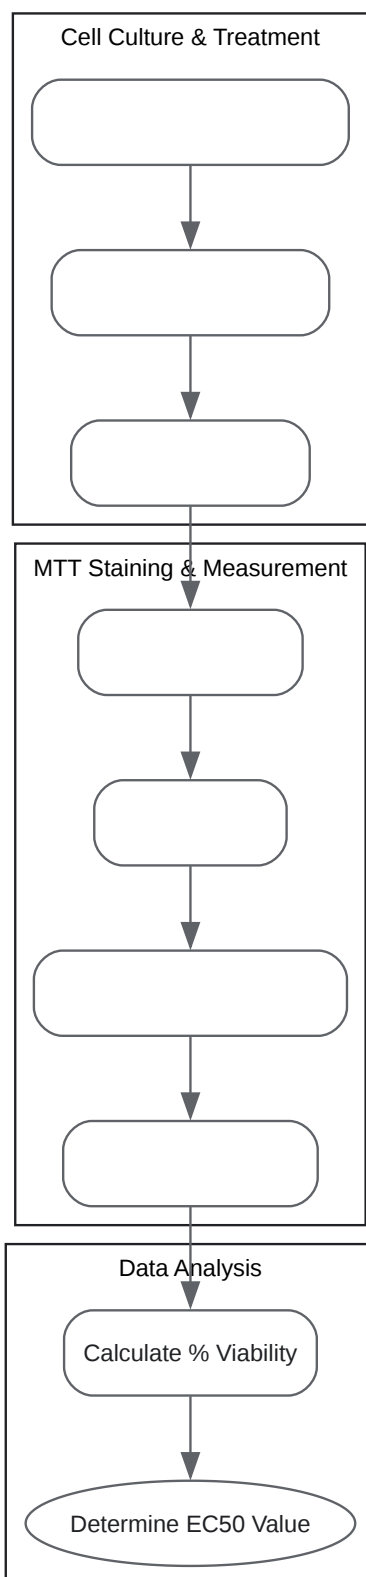 Cell Culture & Treatment
MTT Staining & Measurement
Data Analysis
Calculate % Viability
Determine EC50 Value